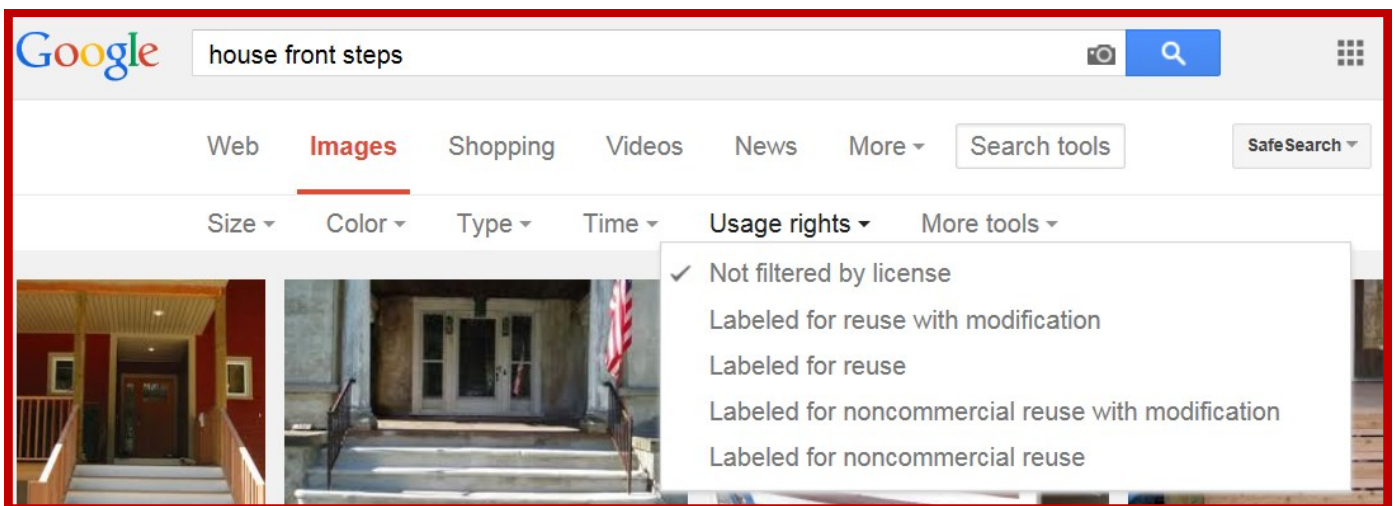 Google house front steps
Web Images Shopping Videos News More Search tools SafeSearch
Size Color Type Time Usage rights More tools
Not filtered by license
Labeled for reuse with modification
Labeled for reuse
Labeled for noncommercial reuse with modification
Labeled for noncommercial reuse